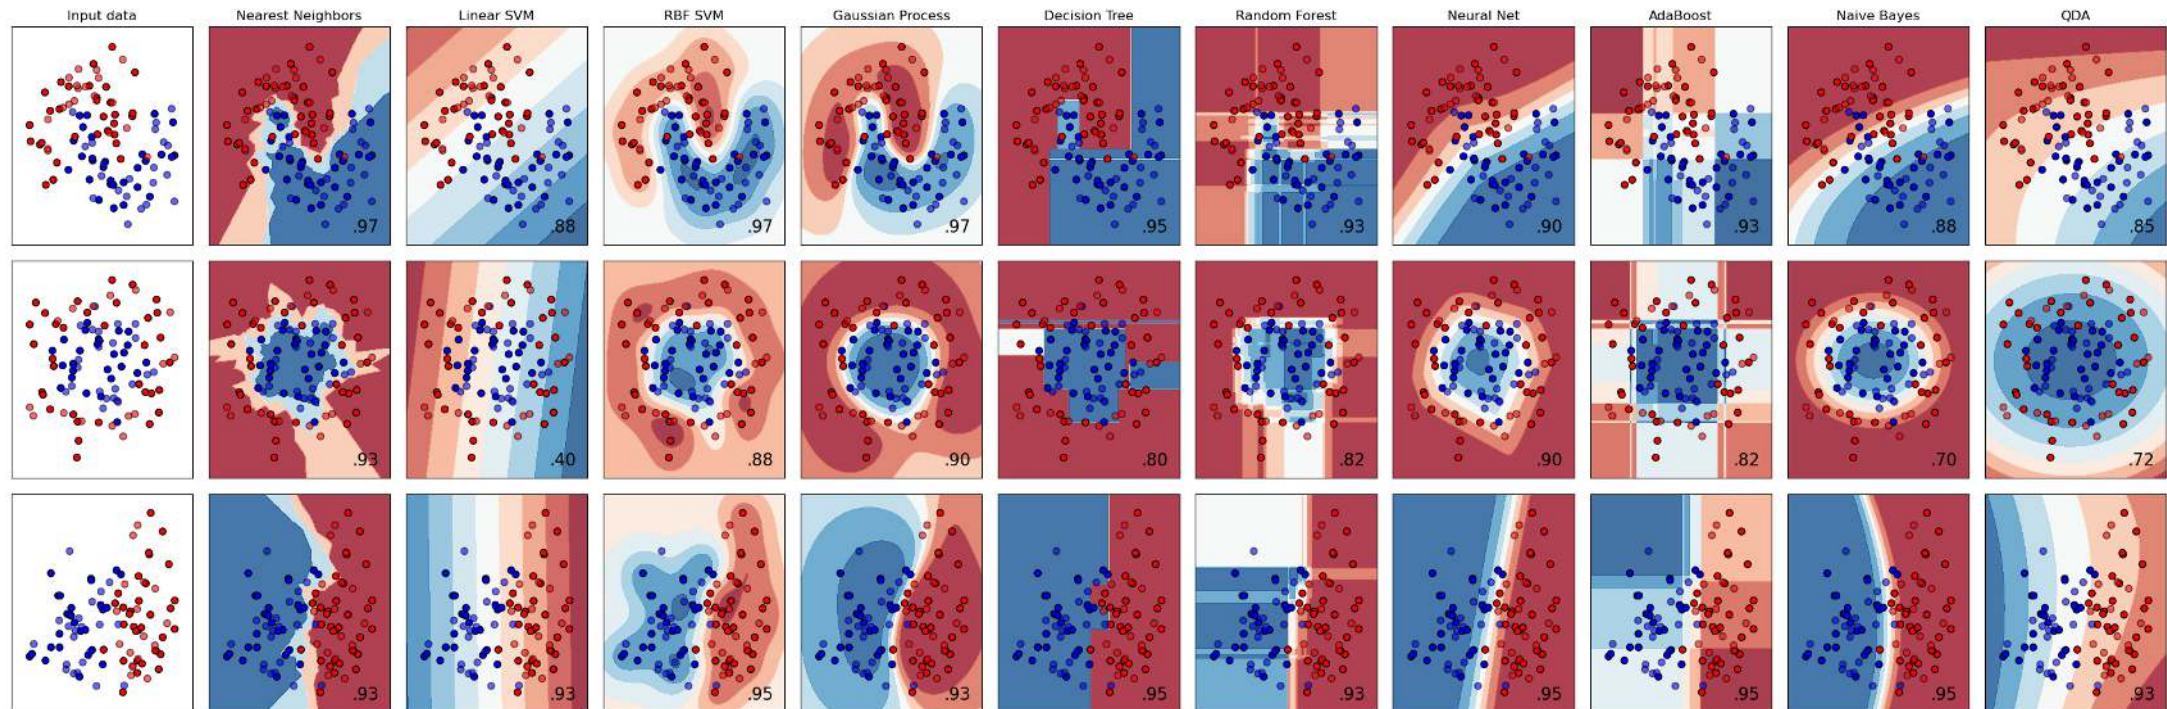 Input data Nearest Neighbors Linear SVM RBF SVM Gaussian Process Decision Tree Random Forest Neural Net AdaBoost Naive Bayes QDA
.97 .88 .97 .97 .95 .93 .90 .93 .88 .85
.93 .40 .88 .90 .80 .82 .90 .82 .70 .72
.93 .93 .95 .93 .95 .93 .95 .95 .95 .93